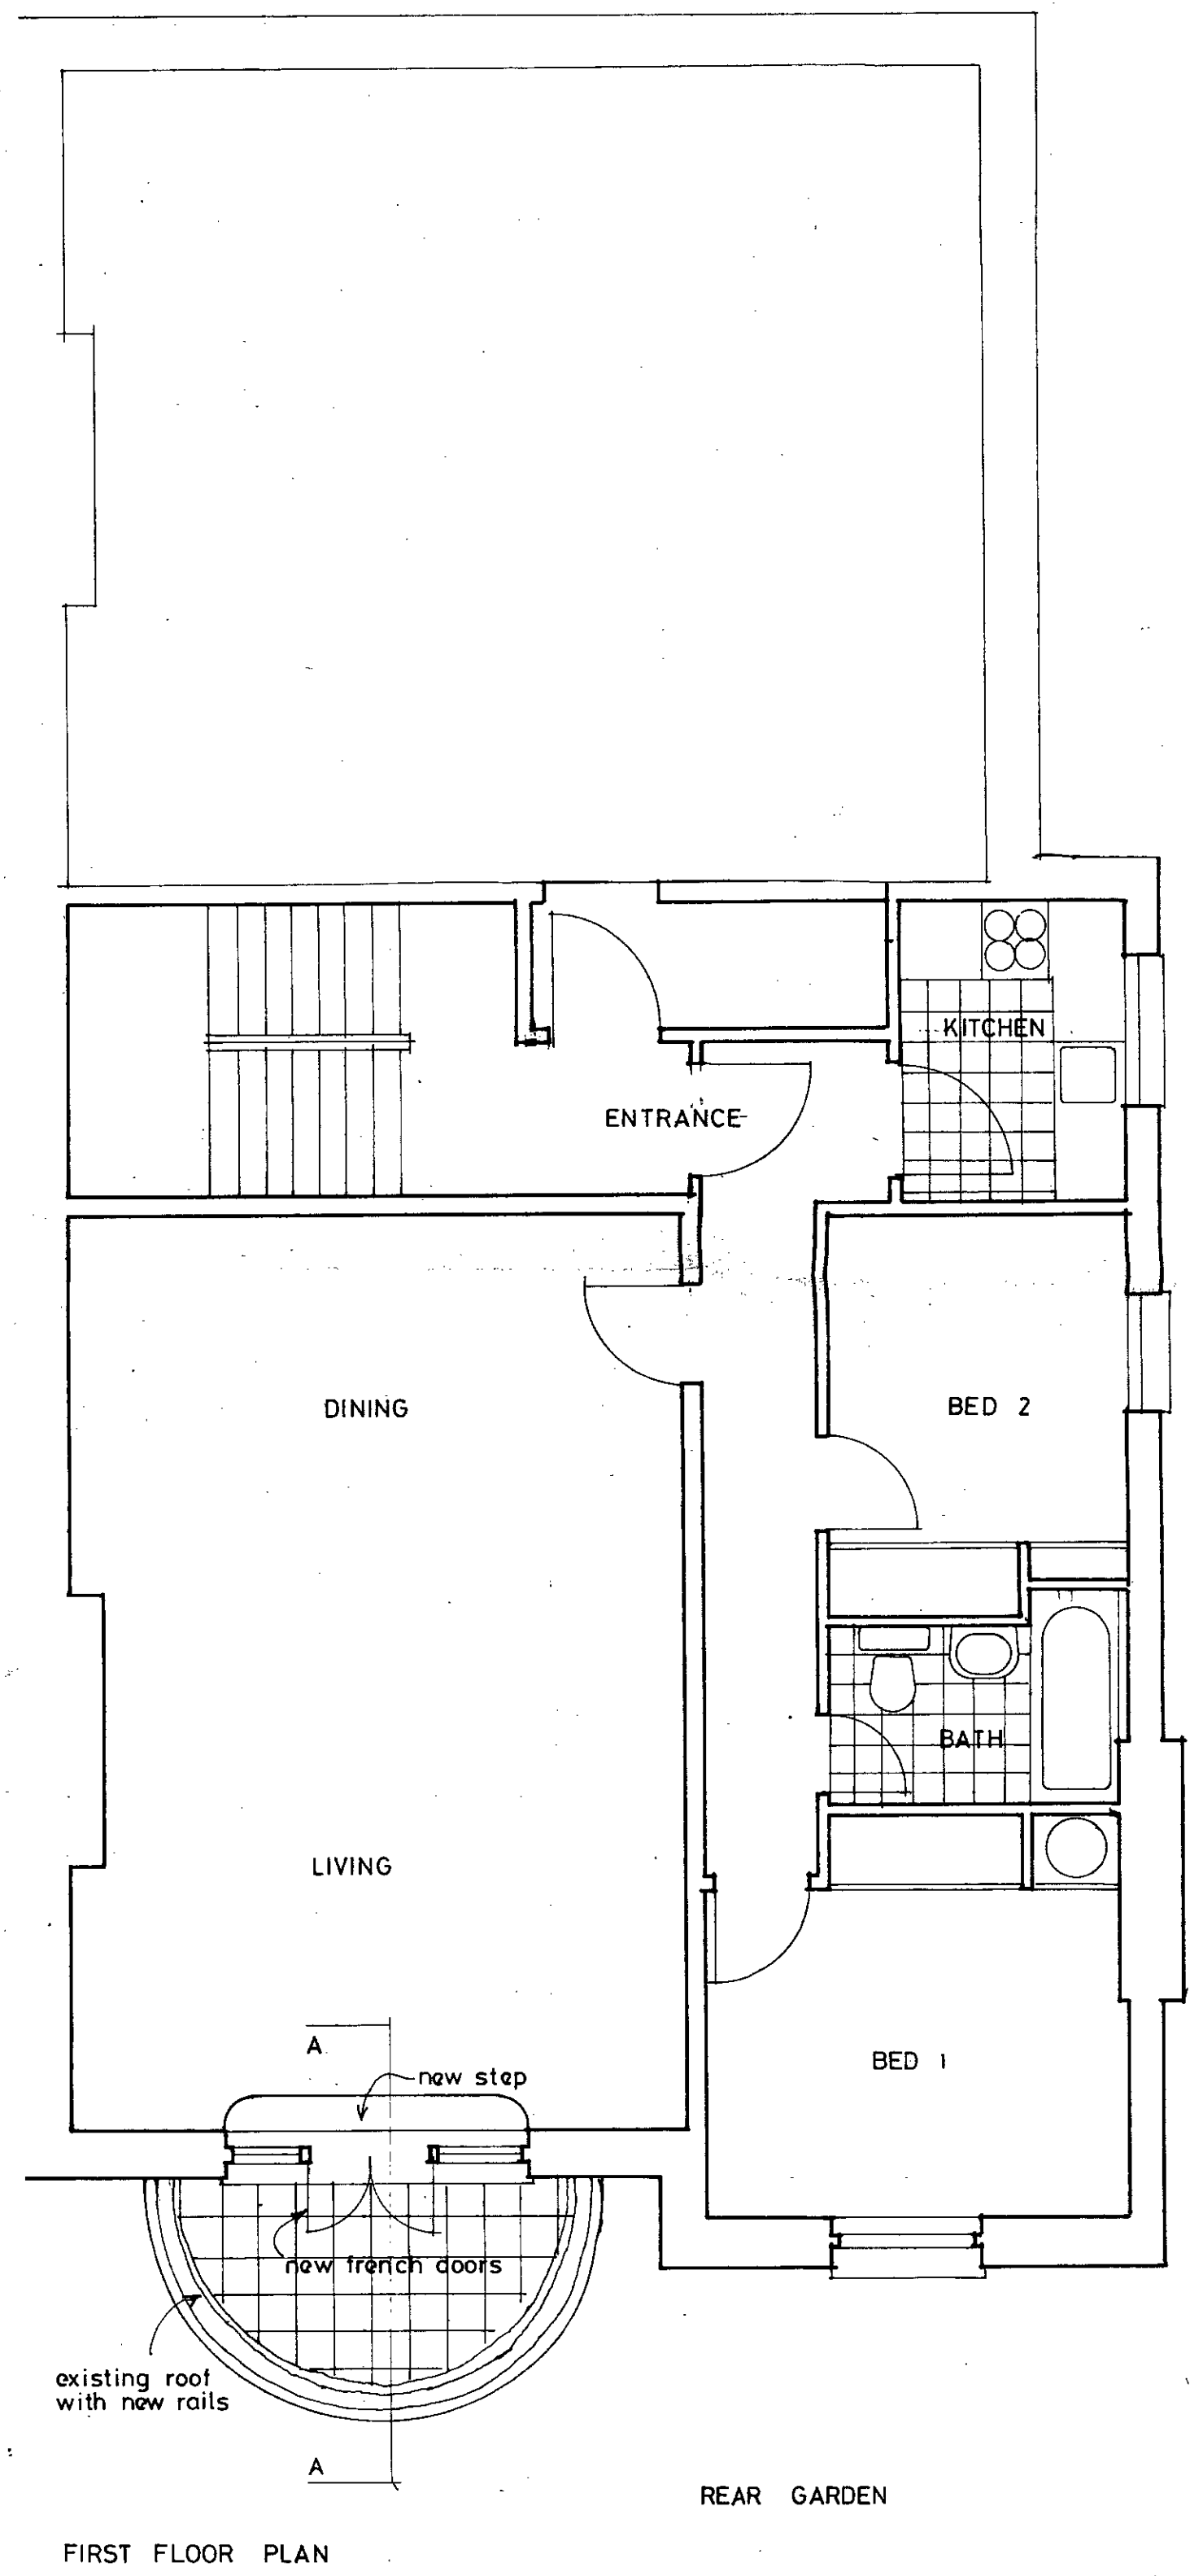 KITCHEN
ENTRANCE
DINING
BED 2
BATH
LIVING
A
new step
BED 1
new french doors
existing roof
with new rails
A
REAR GARDEN
FIRST FLOOR PLAN